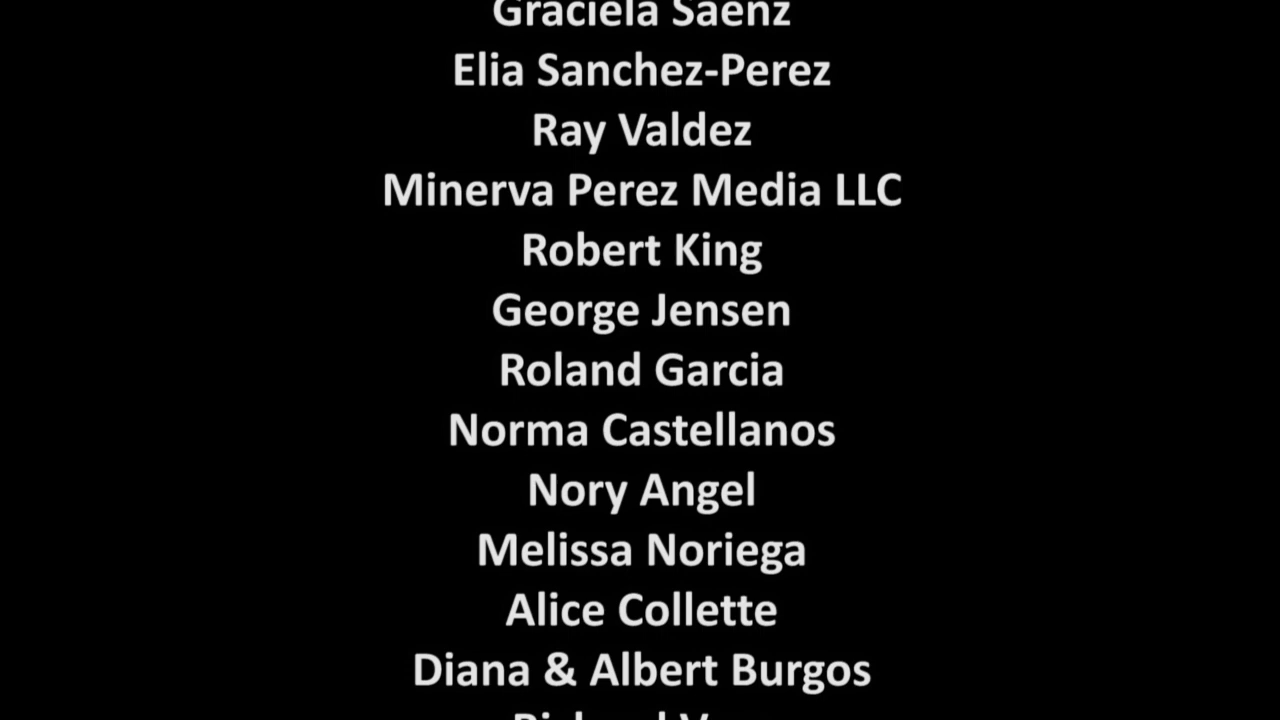 Graciela Saenz
Elia Sanchez-Perez
Ray Valdez
Minerva Perez Media LLC
Robert King
George Jensen
Roland Garcia
Norma Castellanos
Nory Angel
Melissa Noriega
Alice Collette
Diana & Albert Burgos
Richard